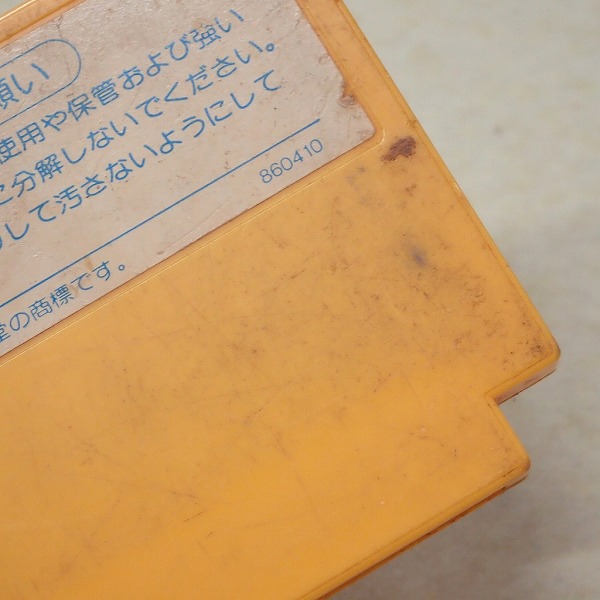 願い
使用や保管および強い
分解しないでください。
して汚さないようにして
860410
堂の商標です。